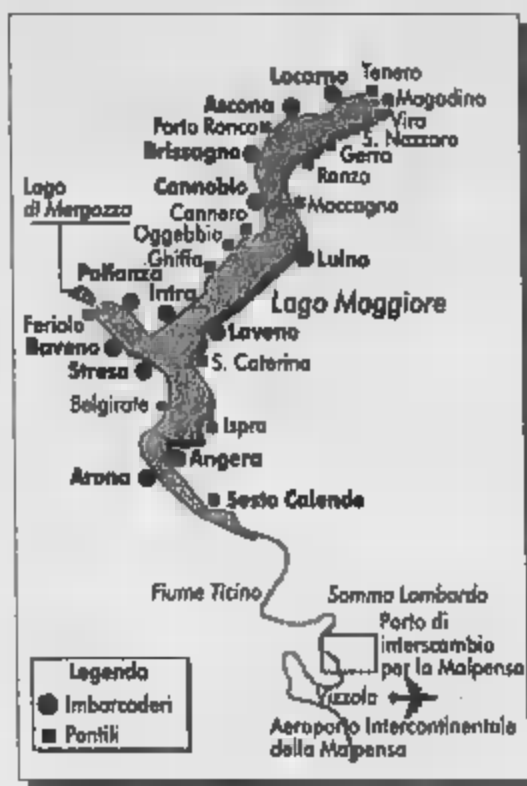 Locarno
Tenero
Ascona
Magadino
Porto Ronco
Vira
S. Nazzaro
Brissago
Gerra
Ranzo
Lago
di Mergozzo
Cannobio
Maccagno
Cannero
Oggebbio
Ghiffa
Luino
Pallanza
Intra
Lago Maggiore
Feriolo
Baveno
Laveno
Stresa
S. Caterina
Belgirate
Ispra
Angera
Arona
Sesto Calende
Fiume Ticino
Somma Lombardo
Porto di
interscambio
per la Malpensa
Legenda
Imbarcaderi
Pontili
Aeroporto Intercontinentale
della Malpensa